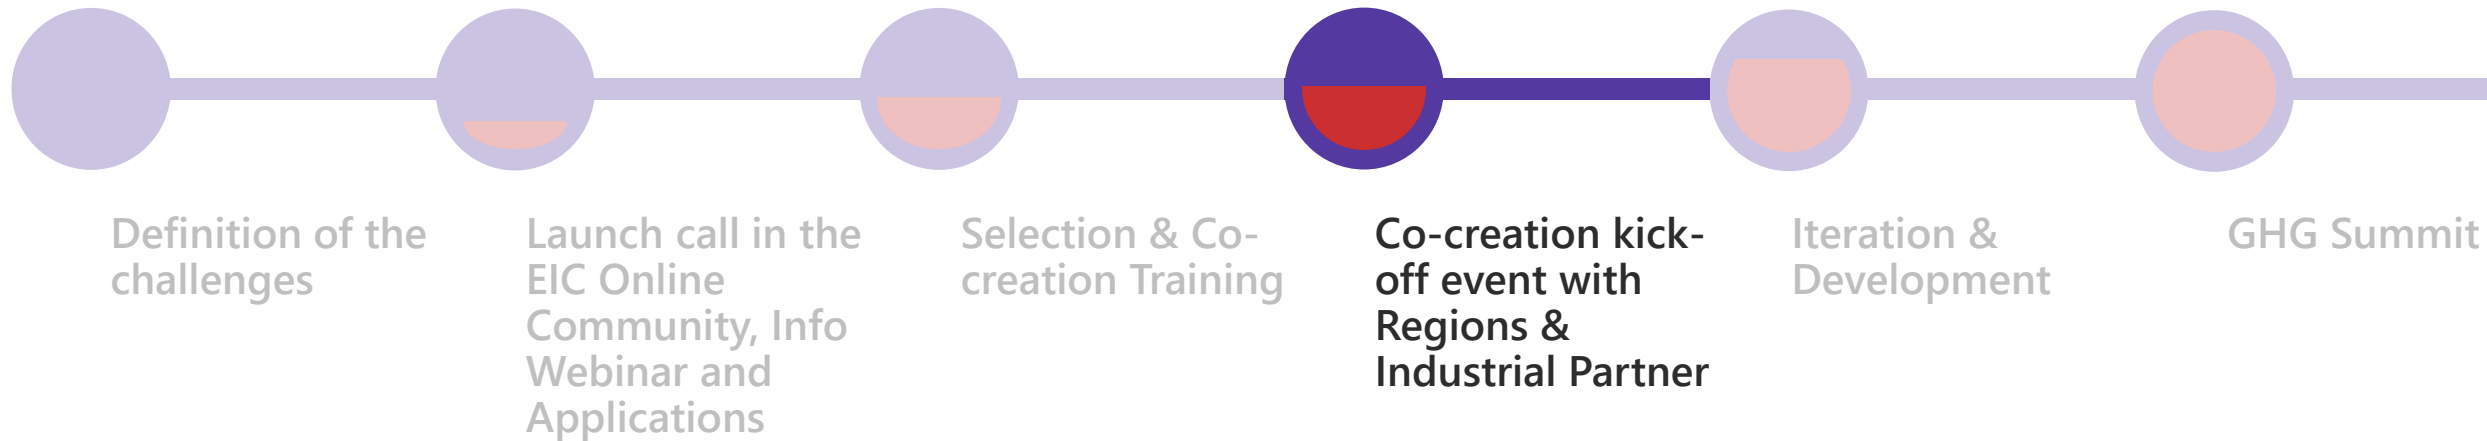 Definition of the
challenges
Launch call in the
EIC Online
Community, Info
Webinar and
Applications
Selection & Co-
creation Training
Co-creation kick-
off event with
Regions &
Industrial Partner
Iteration &
Development
GHG Summit